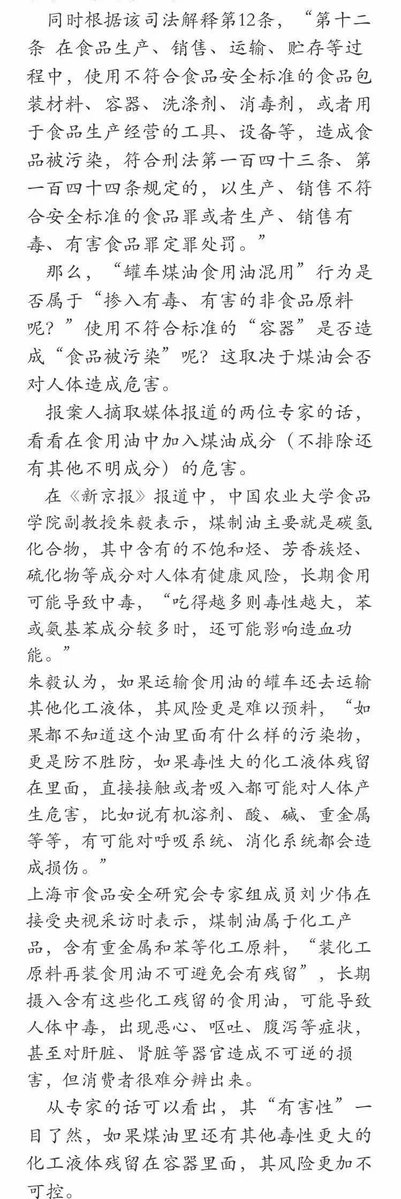 同时根据该司法解释第12条，“第十二
条 在食品生产、销售、运输、贮存等过
程中，使用不符合食品安全标准的食品包
装材料、容器、洗涤剂、消毒剂，或者用
于食品生产经营的工具、设备等，造成食
品被污染，符合刑法第一百四十三条、第
一百四十四条规定的，以生产、销售不符
合安全标准的食品罪或者生产、销售有
毒、有害食品罪定罪处罚。”
那么，“罐车煤油食用油混用”行为是
否属于“掺入有毒、有害的非食品原料
呢？”使用不符合标准的“容器”是否造
成“食品被污染”呢？这取决于煤油会否
对人体造成危害。
报案人摘取媒体报道的两位专家的话，
看看在食用油中加入煤油成分（不排除还
有其他不明成分）的危害。
在《新京报》报道中，中国农业大学食品
学院副教授朱毅表示，煤制油主要就是碳氢
化合物，其中含有的不饱和烃、芳香族烃、
硫化物等成分对人体有健康风险，长期食用
可能导致中毒，“吃得越多则毒性越大，苯
或氨基苯成分较多时，还可能影响造血功
能。”
朱毅认为，如果运输食用油的罐车还去运输
其他化工液体，其风险更是难以预料，“如
果都不知道这个油里面有什么样的污染物，
更是防不胜防，如果毒性大的化工液体残留
在里面，直接接触或者吸入都可能对人体产
生危害，比如说有机溶剂、酸、碱、重金属
等等，有可能对呼吸系统、消化系统都会造
成损伤。”
上海市食品安全研究会专家组成员刘少伟在
接受央视采访时表示，煤制油属于化工产
品，含有重金属和苯等化工原料，“装化工
原料再装食用油不可避免会有残留”，长期
摄入含有这些化工残留的食用油，可能导致
人体中毒，出现恶心、呕吐、腹泻等症状，
甚至对肝脏、肾脏等器官造成不可逆的损
害，但消费者很难分辨出来。
从专家的话可以看出，其“有害性”一
目了然，如果煤油里还有其他毒性更大的
化工液体残留在容器里面，其风险更加不
可控。